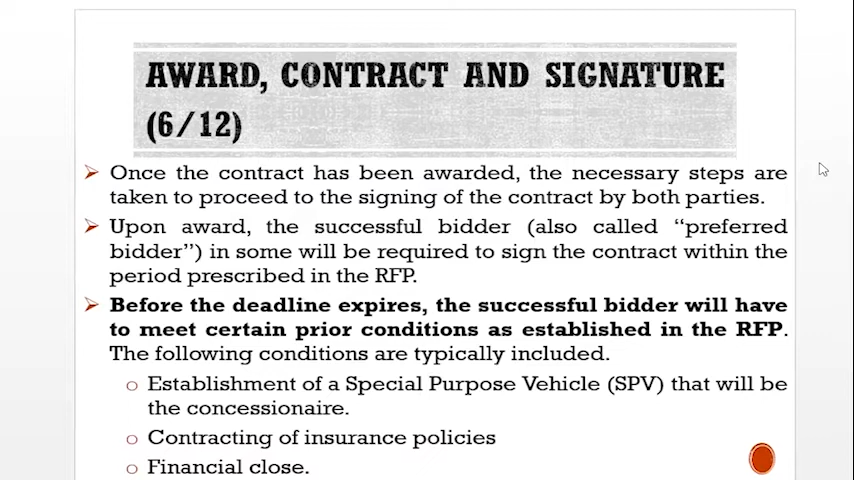 AWARD, CONTRACT AND SIGNATURE
(6/12)
Once the contract has been awarded, the necessary steps are
taken to proceed to the signing of the contract by both parties.
Upon award, the successful bidder (also called “preferred
bidder”) in some will be required to sign the contract within the
period prescribed in the RFP.
Before the deadline expires, the successful bidder will have
to meet certain prior conditions as established in the RFP.
The following conditions are typically included.
Establishment of a Special Purpose Vehicle (SPV) that will be
the concessionaire.
Contracting of insurance policies
Financial close.